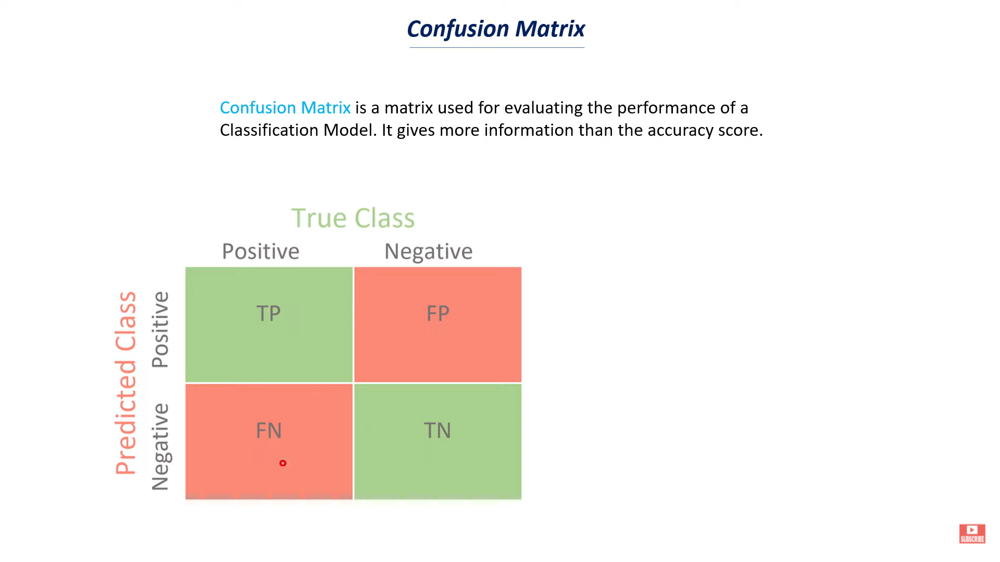 Confusion Matrix
Confusion Matrix is a matrix used for evaluating the performance of a
Classification Model. It gives more information than the accuracy score.
True Class
Positive Negative
Predicted Class
Positive
TP FP
Negative
FN TN
SUBSCRIBE